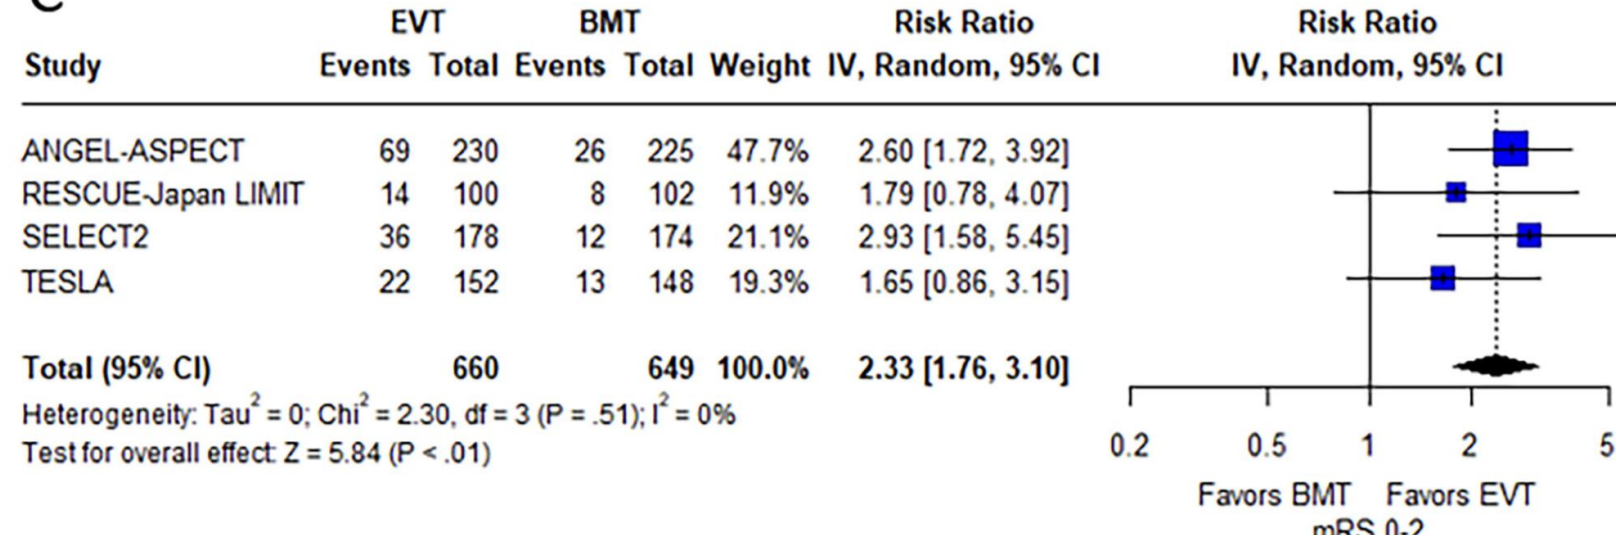 C
EVT BMT Risk Ratio Risk Ratio
Study Events Total Events Total Weight IV, Random, 95% CI IV, Random, 95% CI
ANGEL-ASPECT 69 230 26 225 47.7% 2.60 [1.72, 3.92]
RESCUE-Japan LIMIT 14 100 8 102 11.9% 1.79 [0.78, 4.07]
SELECT2 36 178 12 174 21.1% 2.93 [1.58, 5.45]
TESLA 22 152 13 148 19.3% 1.65 [0.86, 3.15]
Total (95% CI) 660 649 100.0% 2.33 [1.76, 3.10]
Heterogeneity: Tau² = 0; Chi² = 2.30, df = 3 (P = .51); I² = 0%
Test for overall effect: Z = 5.84 (P < .01)
0.2 0.5 1 2 5
Favors BMT Favors EVT
mRS 0-2